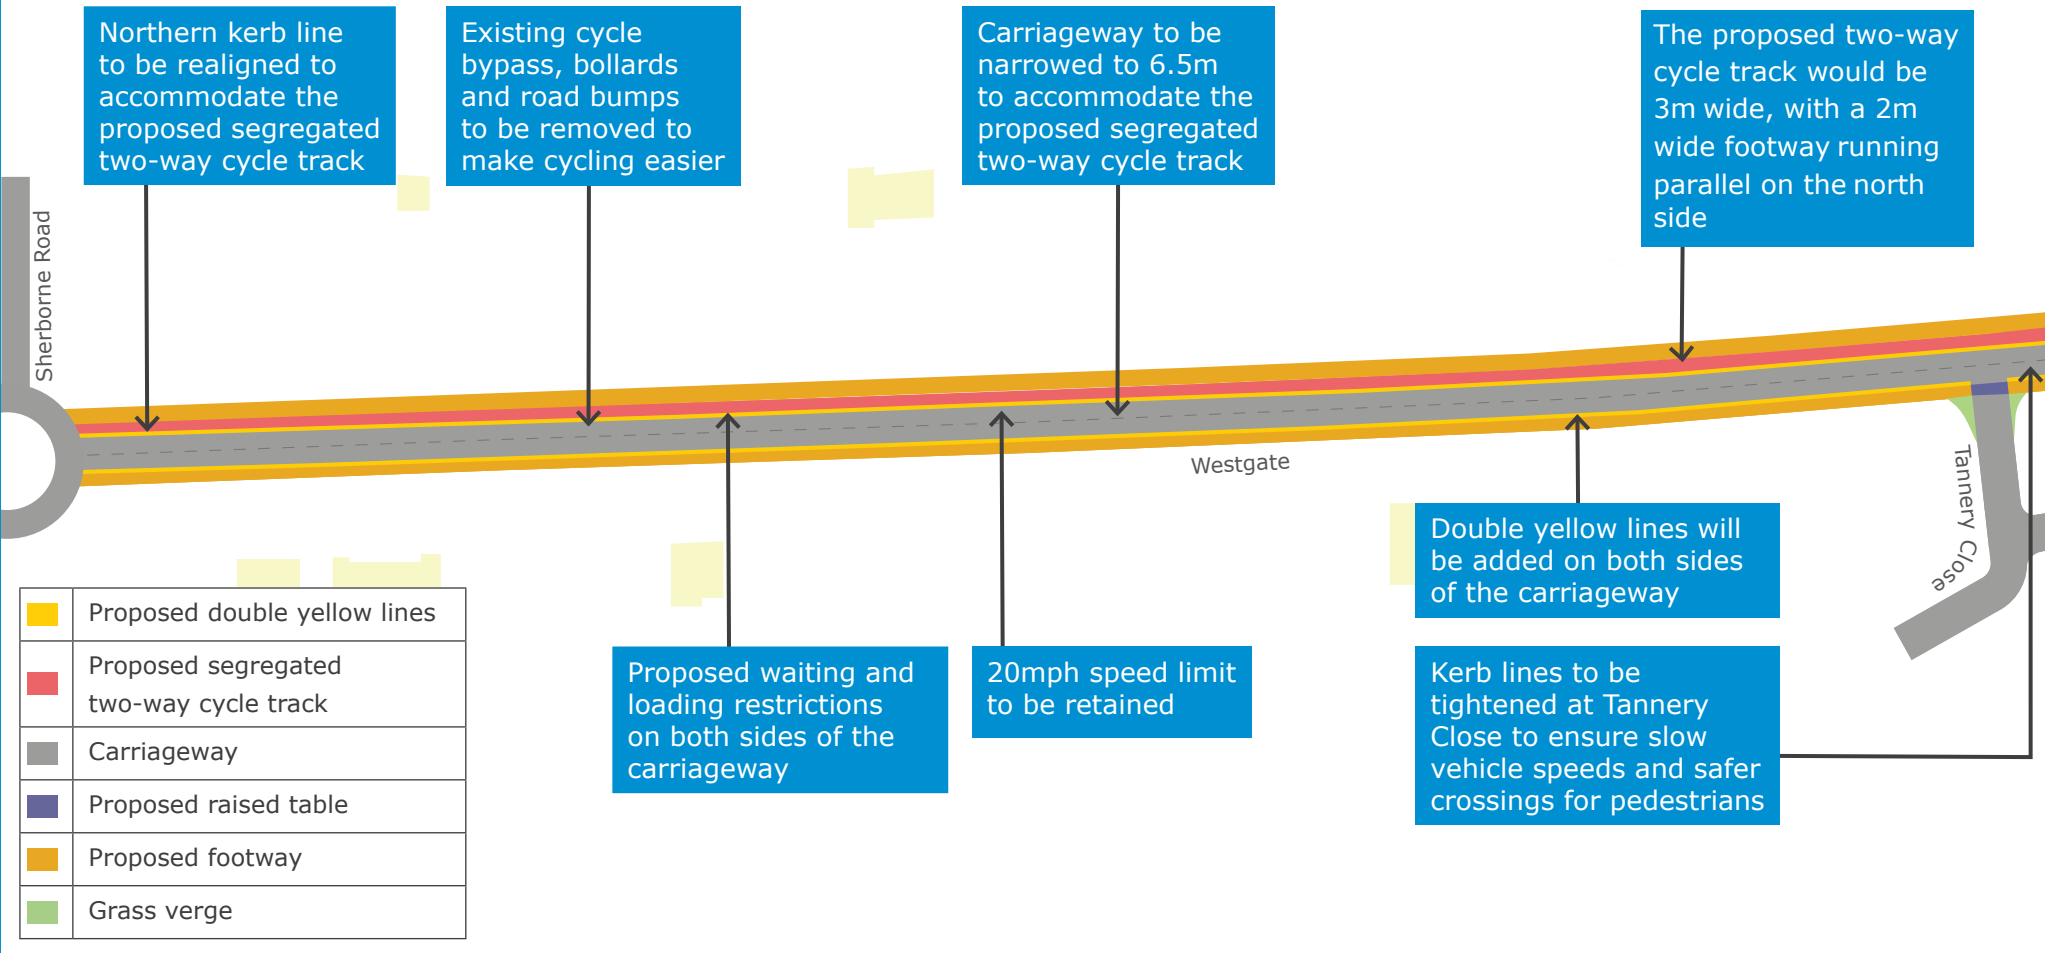 Northern kerb line
to be realigned to
accommodate the
proposed segregated
two-way cycle track
Existing cycle
bypass, bollards
and road bumps
to be removed to
make cycling easier
Carriageway to be
narrowed to 6.5m
to accommodate the
proposed segregated
two-way cycle track
The proposed two-way
cycle track would be
3m wide, with a 2m
wide footway running
parallel on the north
side
Sherborne Road
Westgate
Tannery Close
Double yellow lines will
be added on both sides
of the carriageway
Proposed waiting and
loading restrictions
on both sides of the
carriageway
20mph speed limit
to be retained
Kerb lines to be
tightened at Tannery
Close to ensure slow
vehicle speeds and safer
crossings for pedestrians
Proposed double yellow lines
Proposed segregated
two-way cycle track
Carriageway
Proposed raised table
Proposed footway
Grass verge